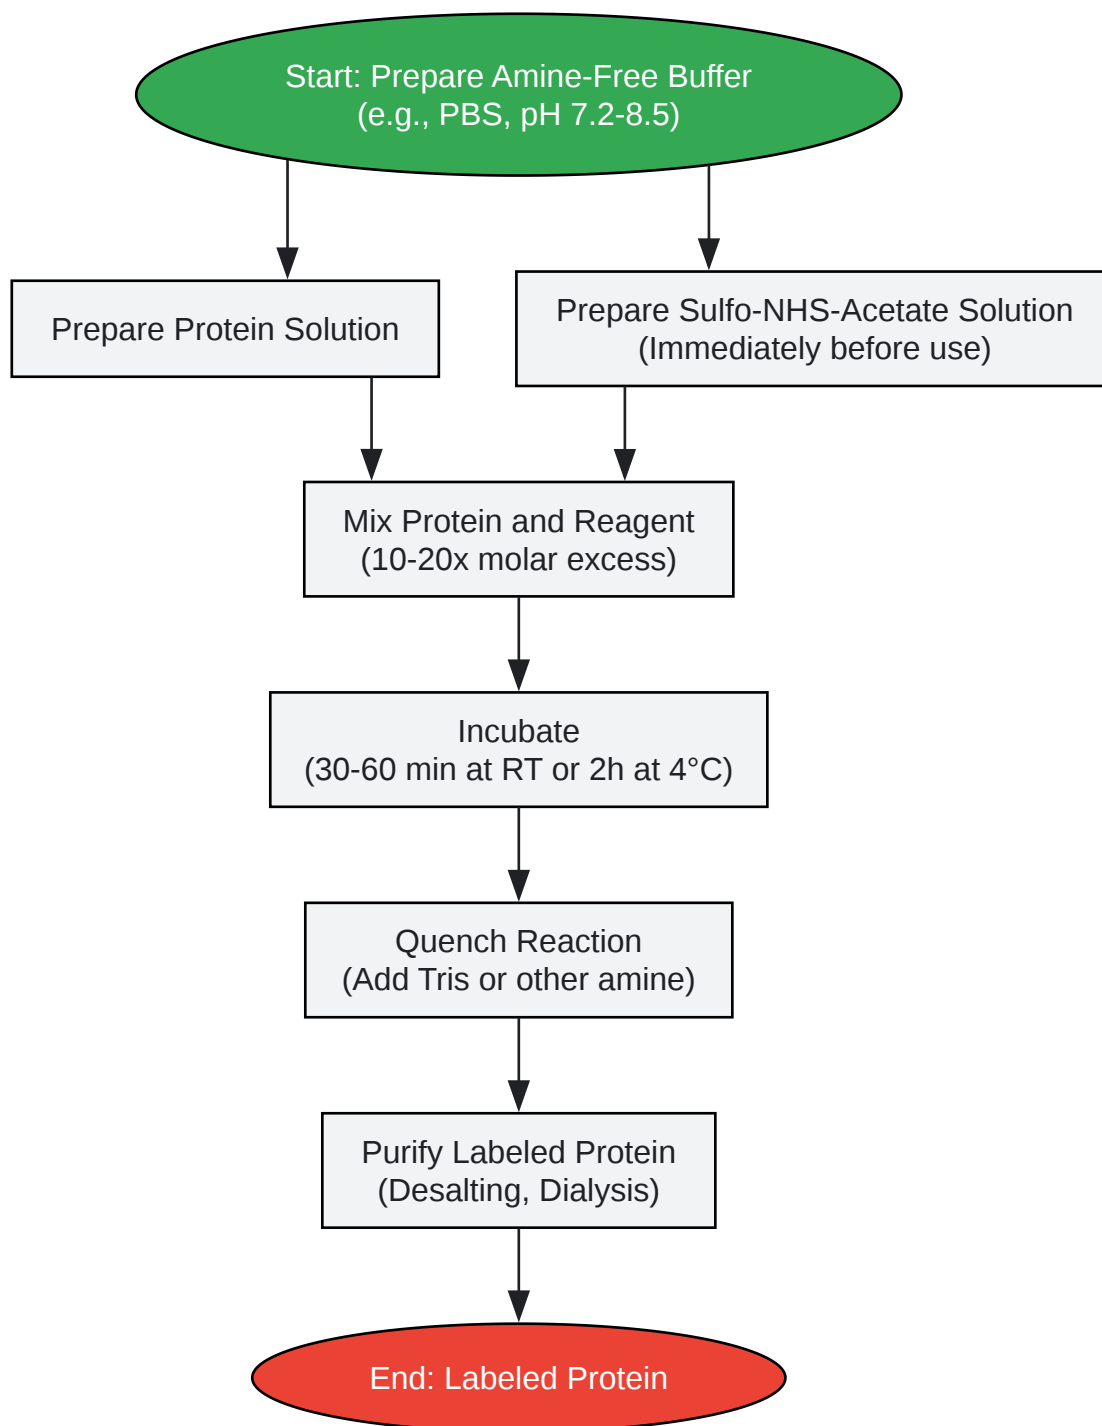 Start: Prepare Amine-Free Buffer
(e.g., PBS, pH 7.2-8.5)
Prepare Protein Solution
Prepare Sulfo-NHS-Acetate Solution
(Immediately before use)
Mix Protein and Reagent
(10-20x molar excess)
Incubate
(30-60 min at RT or 2h at 4°C)
Quench Reaction
(Add Tris or other amine)
Purify Labeled Protein
(Desalting, Dialysis)
End: Labeled Protein